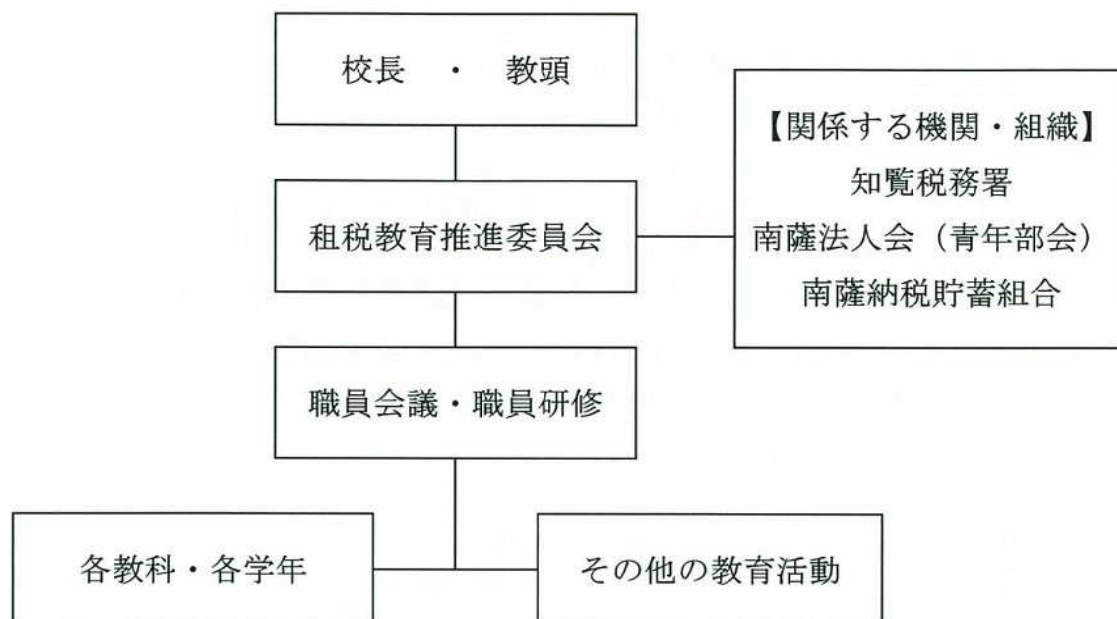 校長　・　教頭
租税教育推進委員会
【関係する機関・組織】
知覧税務署
南薩法人会（青年部会）
南薩納税貯蓄組合
職員会議・職員研修
各教科・各学年
その他の教育活動